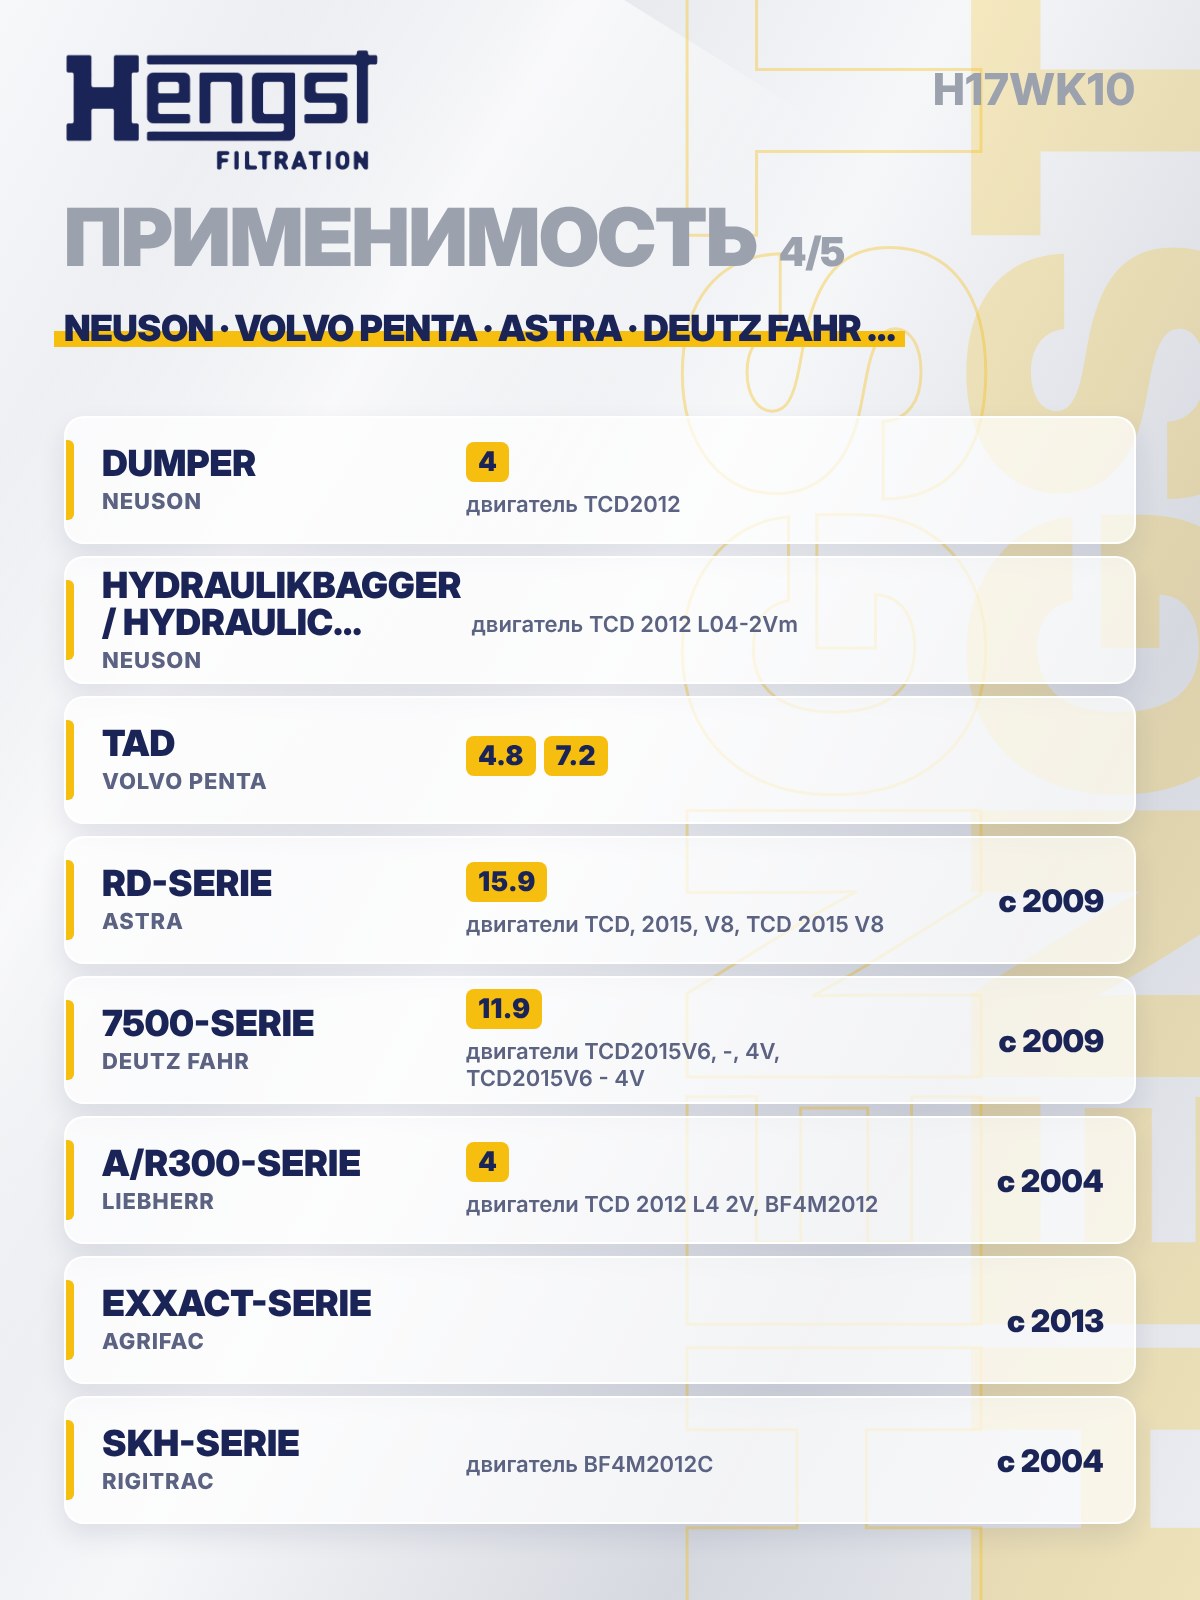 Hengst
FILTRATION
H17WK10
ПРИМЕНИМОСТЬ 4/5
NEUSON · VOLVO PENTA · ASTRA · DEUTZ FAHR ...
DUMPER
NEUSON
4
двигатель TCD2012
HYDRAULIKBAGGER
/ HYDRAULIC...
NEUSON
двигатель TCD 2012 L04-2Vm
TAD
VOLVO PENTA
4.8 7.2
RD-SERIE
ASTRA
15.9
двигатели TCD, 2015, V8, TCD 2015 V8
с 2009
7500-SERIE
DEUTZ FAHR
11.9
двигатели TCD2015V6, -, 4V,
TCD2015V6 - 4V
с 2009
A/R300-SERIE
LIEBHERR
4
двигатели TCD 2012 L4 2V, BF4M2012
с 2004
EXXACT-SERIE
AGRIFAC
с 2013
SKH-SERIE
RIGITRAC
двигатель BF4M2012C
с 2004
HENGST